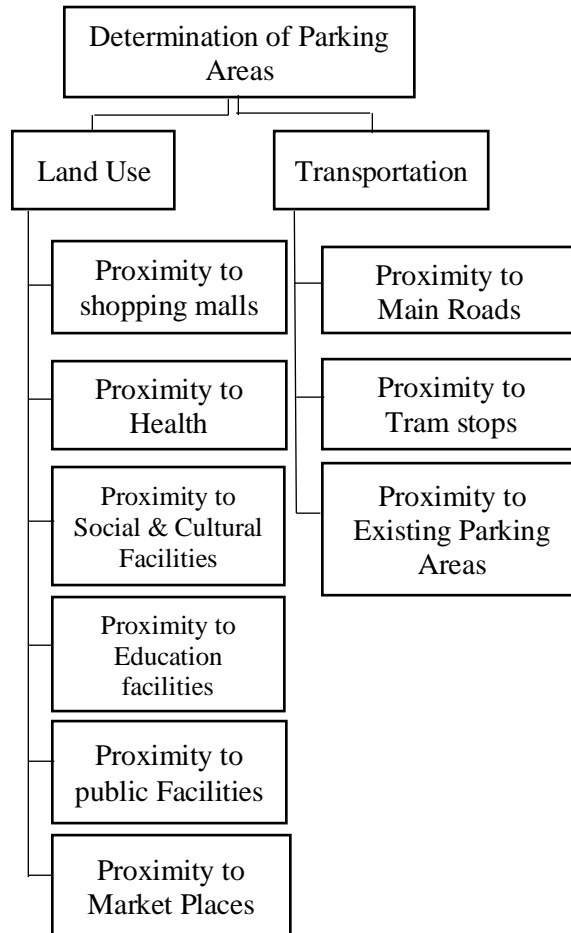 Determination of Parking
Areas
Land Use
Transportation
Proximity to
shopping malls
Proximity to
Health
Proximity to
Social & Cultural
Facilities
Proximity to
Education
facilities
Proximity to
public Facilities
Proximity to
Market Places
Proximity to
Main Roads
Proximity to
Tram stops
Proximity to
Existing Parking
Areas